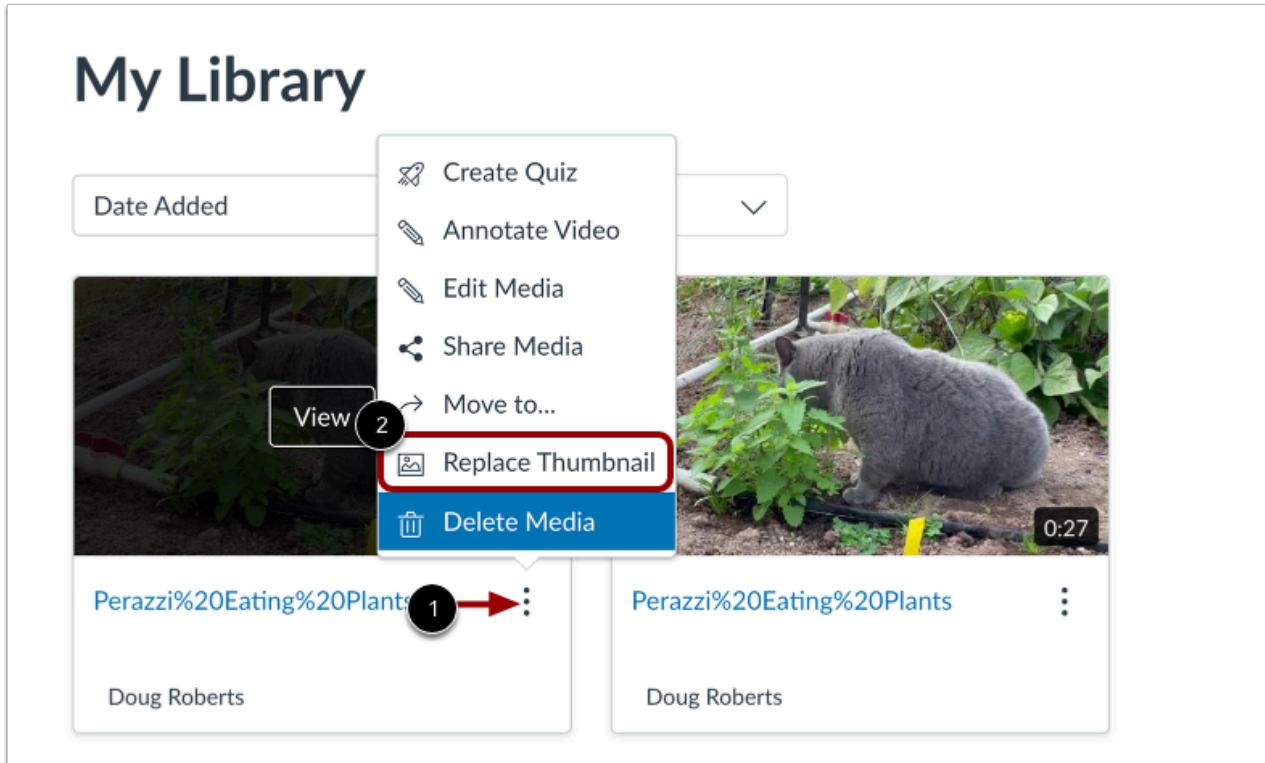 My Library
Date Added
Create Quiz
Annotate Video
Edit Media
Share Media
Move to...
Replace Thumbnail
Delete Media
View
2
0:27
Perazzi%20Eating%20Plants
1
Perazzi%20Eating%20Plants
Doug Roberts
Doug Roberts